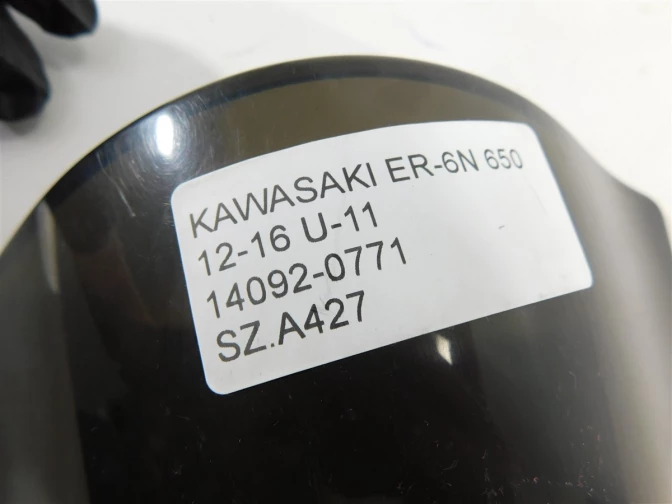 KAWASAKI ER-6N 650
12-16 U-11
14092-0771
SZ.A427